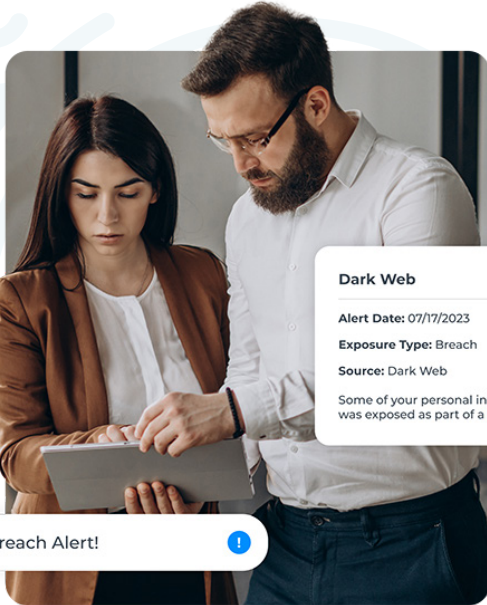 Dark Web
Alert Date: 07/17/2023
Exposure Type: Breach
Source: Dark Web
Some of your personal in
was exposed as part of a
reach Alert!
!